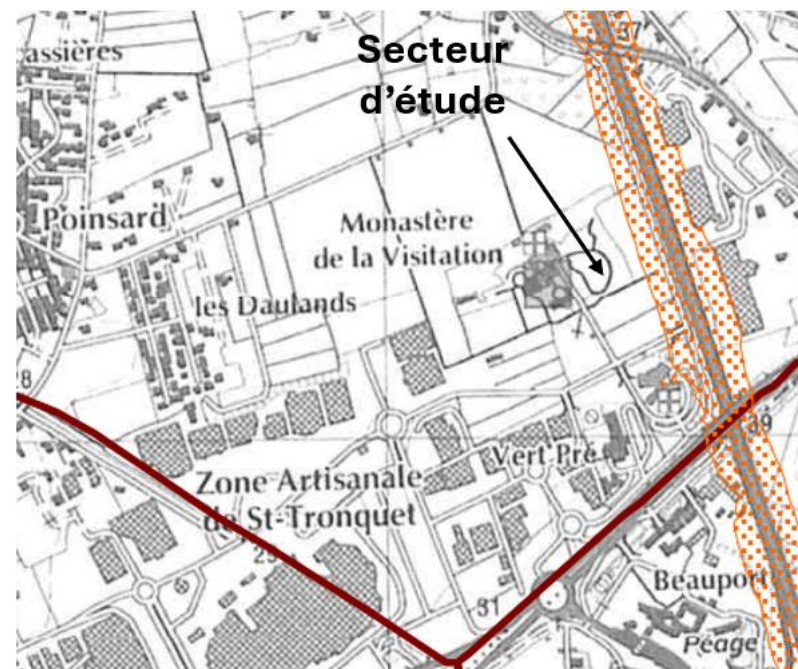 assières
37
Secteur
d'étude
Poinsard
Monastère
de la Visitation
les Daulands
28
39
Vert Pré
Zone Artisanale
de St-Tronquet
31
Beauport
Péage